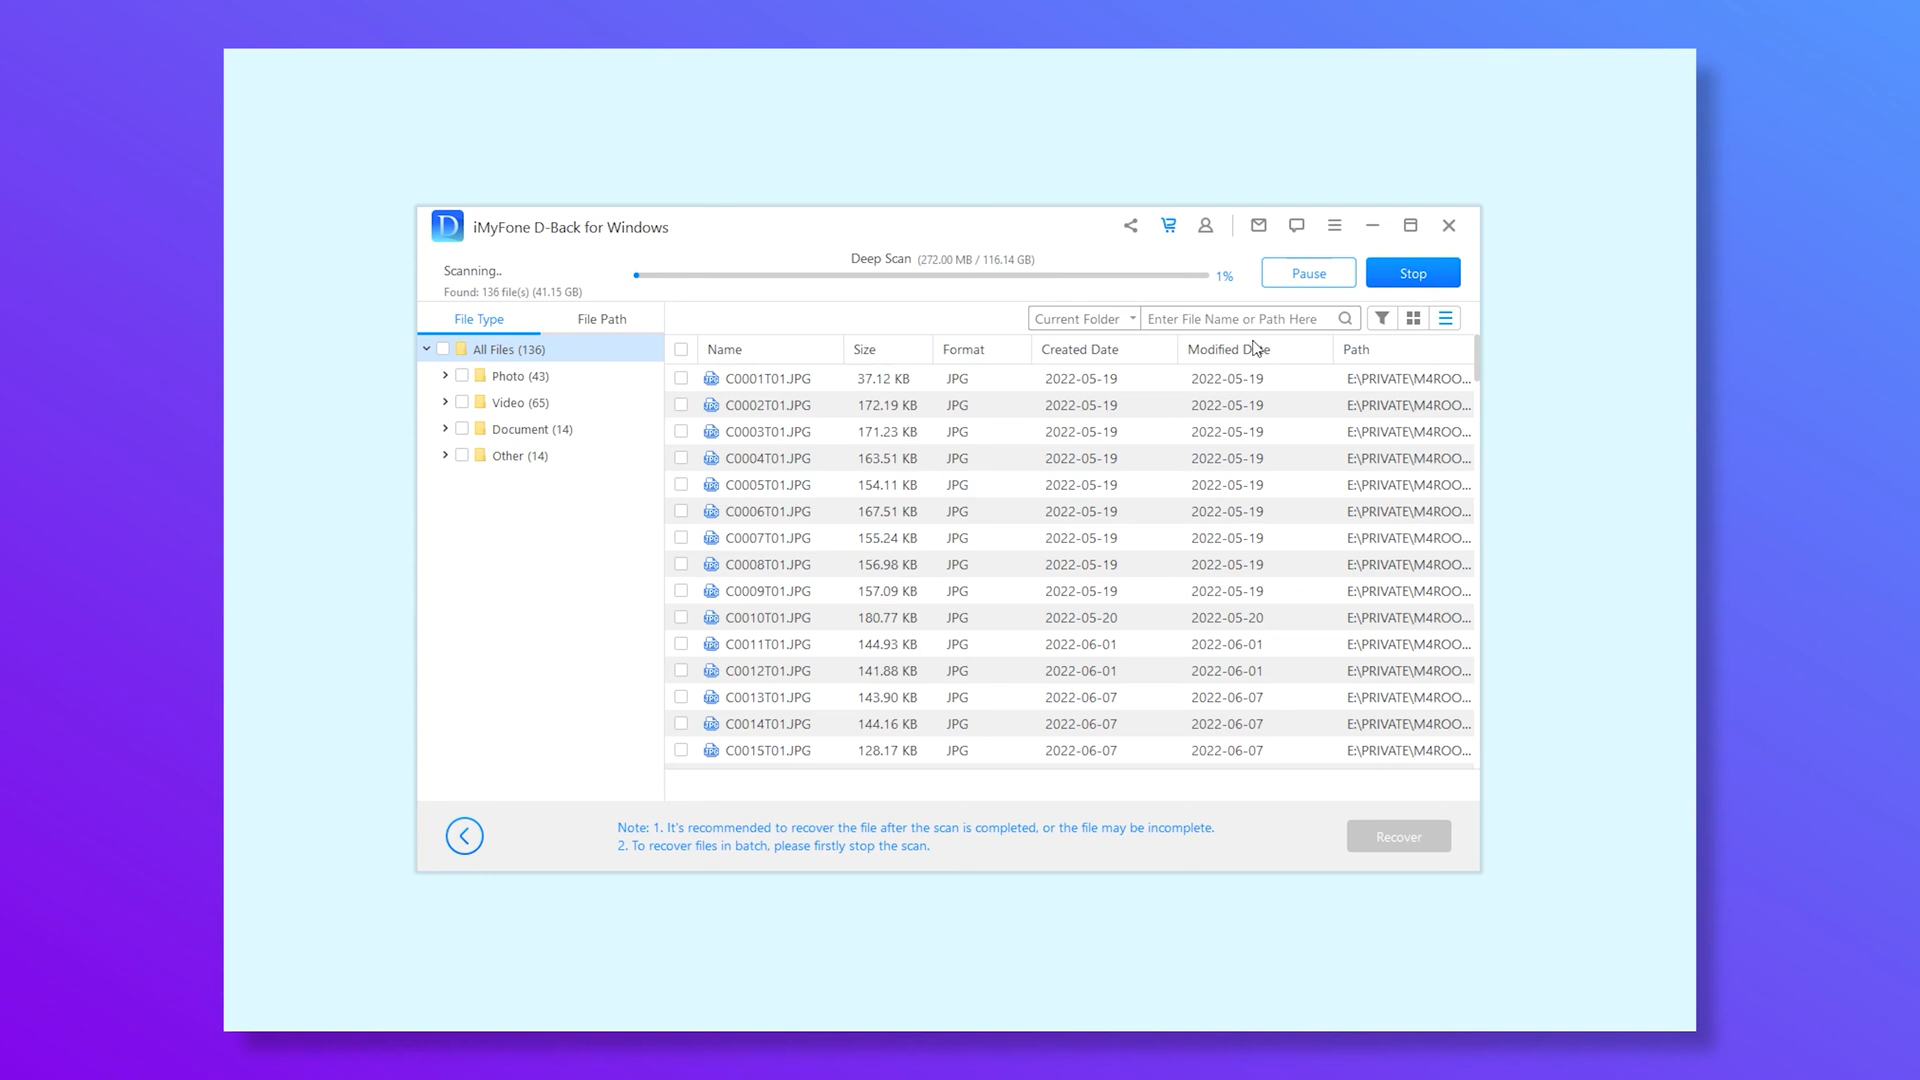 D iMyFone D-Back for Windows
Scanning..
Found: 136 file(s) (41.15 GB)
Deep Scan (272.00 MB / 116.14 GB)
1%
Pause
Stop
File Type File Path
Current Folder Enter File Name or Path Here
All Files (136)
Photo (43)
Video (65)
Document (14)
Other (14)
Name Size Format Created Date Modified Date Path
C0001T01.JPG 37.12 KB JPG 2022-05-19 2022-05-19 E:\PRIVATE\M4ROO...
C0002T01.JPG 172.19 KB JPG 2022-05-19 2022-05-19 E:\PRIVATE\M4ROO...
C0003T01.JPG 171.23 KB JPG 2022-05-19 2022-05-19 E:\PRIVATE\M4ROO...
C0004T01.JPG 163.51 KB JPG 2022-05-19 2022-05-19 E:\PRIVATE\M4ROO...
C0005T01.JPG 154.11 KB JPG 2022-05-19 2022-05-19 E:\PRIVATE\M4ROO...
C0006T01.JPG 167.51 KB JPG 2022-05-19 2022-05-19 E:\PRIVATE\M4ROO...
C0007T01.JPG 155.24 KB JPG 2022-05-19 2022-05-19 E:\PRIVATE\M4ROO...
C0008T01.JPG 156.98 KB JPG 2022-05-19 2022-05-19 E:\PRIVATE\M4ROO...
C0009T01.JPG 157.09 KB JPG 2022-05-19 2022-05-19 E:\PRIVATE\M4ROO...
C0010T01.JPG 180.77 KB JPG 2022-05-20 2022-05-20 E:\PRIVATE\M4ROO...
C0011T01.JPG 144.93 KB JPG 2022-06-01 2022-06-01 E:\PRIVATE\M4ROO...
C0012T01.JPG 141.88 KB JPG 2022-06-01 2022-06-01 E:\PRIVATE\M4ROO...
C0013T01.JPG 143.90 KB JPG 2022-06-07 2022-06-07 E:\PRIVATE\M4ROO...
C0014T01.JPG 144.16 KB JPG 2022-06-07 2022-06-07 E:\PRIVATE\M4ROO...
C0015T01.JPG 128.17 KB JPG 2022-06-07 2022-06-07 E:\PRIVATE\M4ROO...
Note: 1. It's recommended to recover the file after the scan is completed, or the file may be incomplete.
2. To recover files in batch, please firstly stop the scan.
Recover